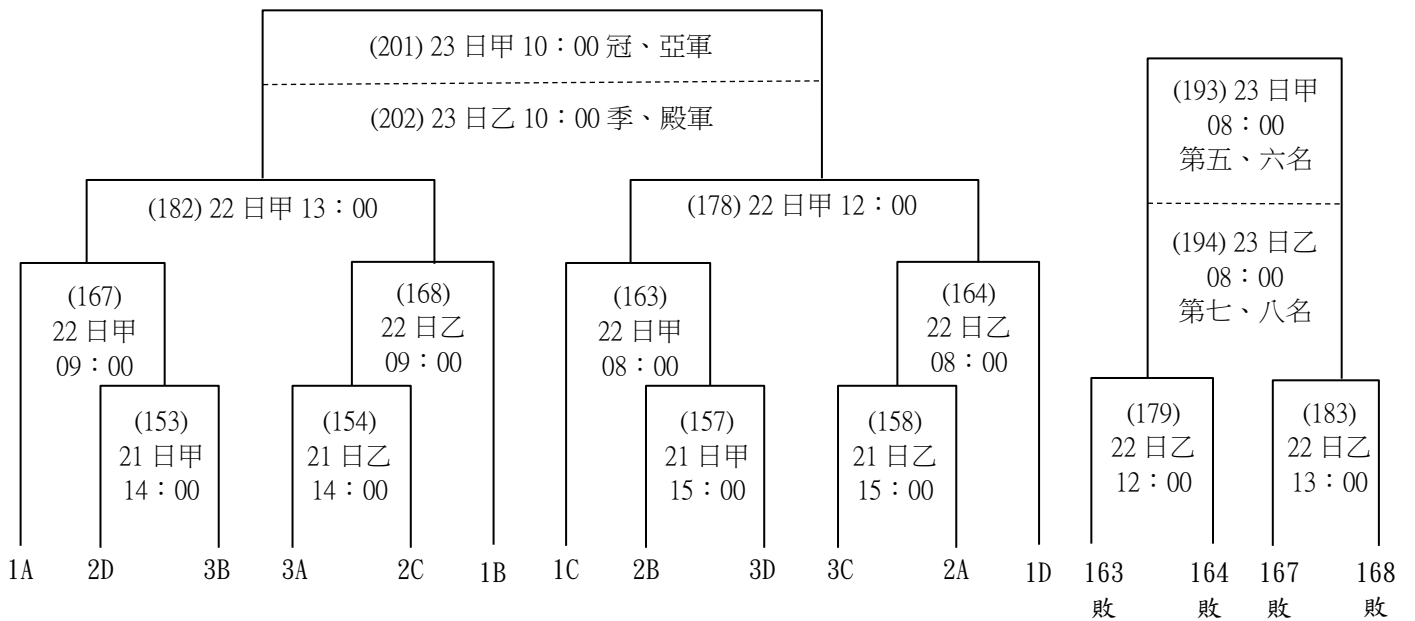 (201) 23 日甲 10：00 冠、亞軍
(202) 23 日乙 10：00 季、殿軍
(193) 23 日甲
08：00
第五、六名
(182) 22 日甲 13：00
(178) 22 日甲 12：00
(194) 23 日乙
08：00
第七、八名
(167)
22 日甲
09：00
(168)
22 日乙
09：00
(163)
22 日甲
08：00
(164)
22 日乙
08：00
(153)
21 日甲
14：00
(154)
21 日乙
14：00
(157)
21 日甲
15：00
(158)
21 日乙
15：00
(179)
22 日乙
12：00
(183)
22 日乙
13：00
1A 2D 3B 3A 2C 1B 1C 2B 3D 3C 2A 1D 163 164 167 168
敗 敗 敗 敗